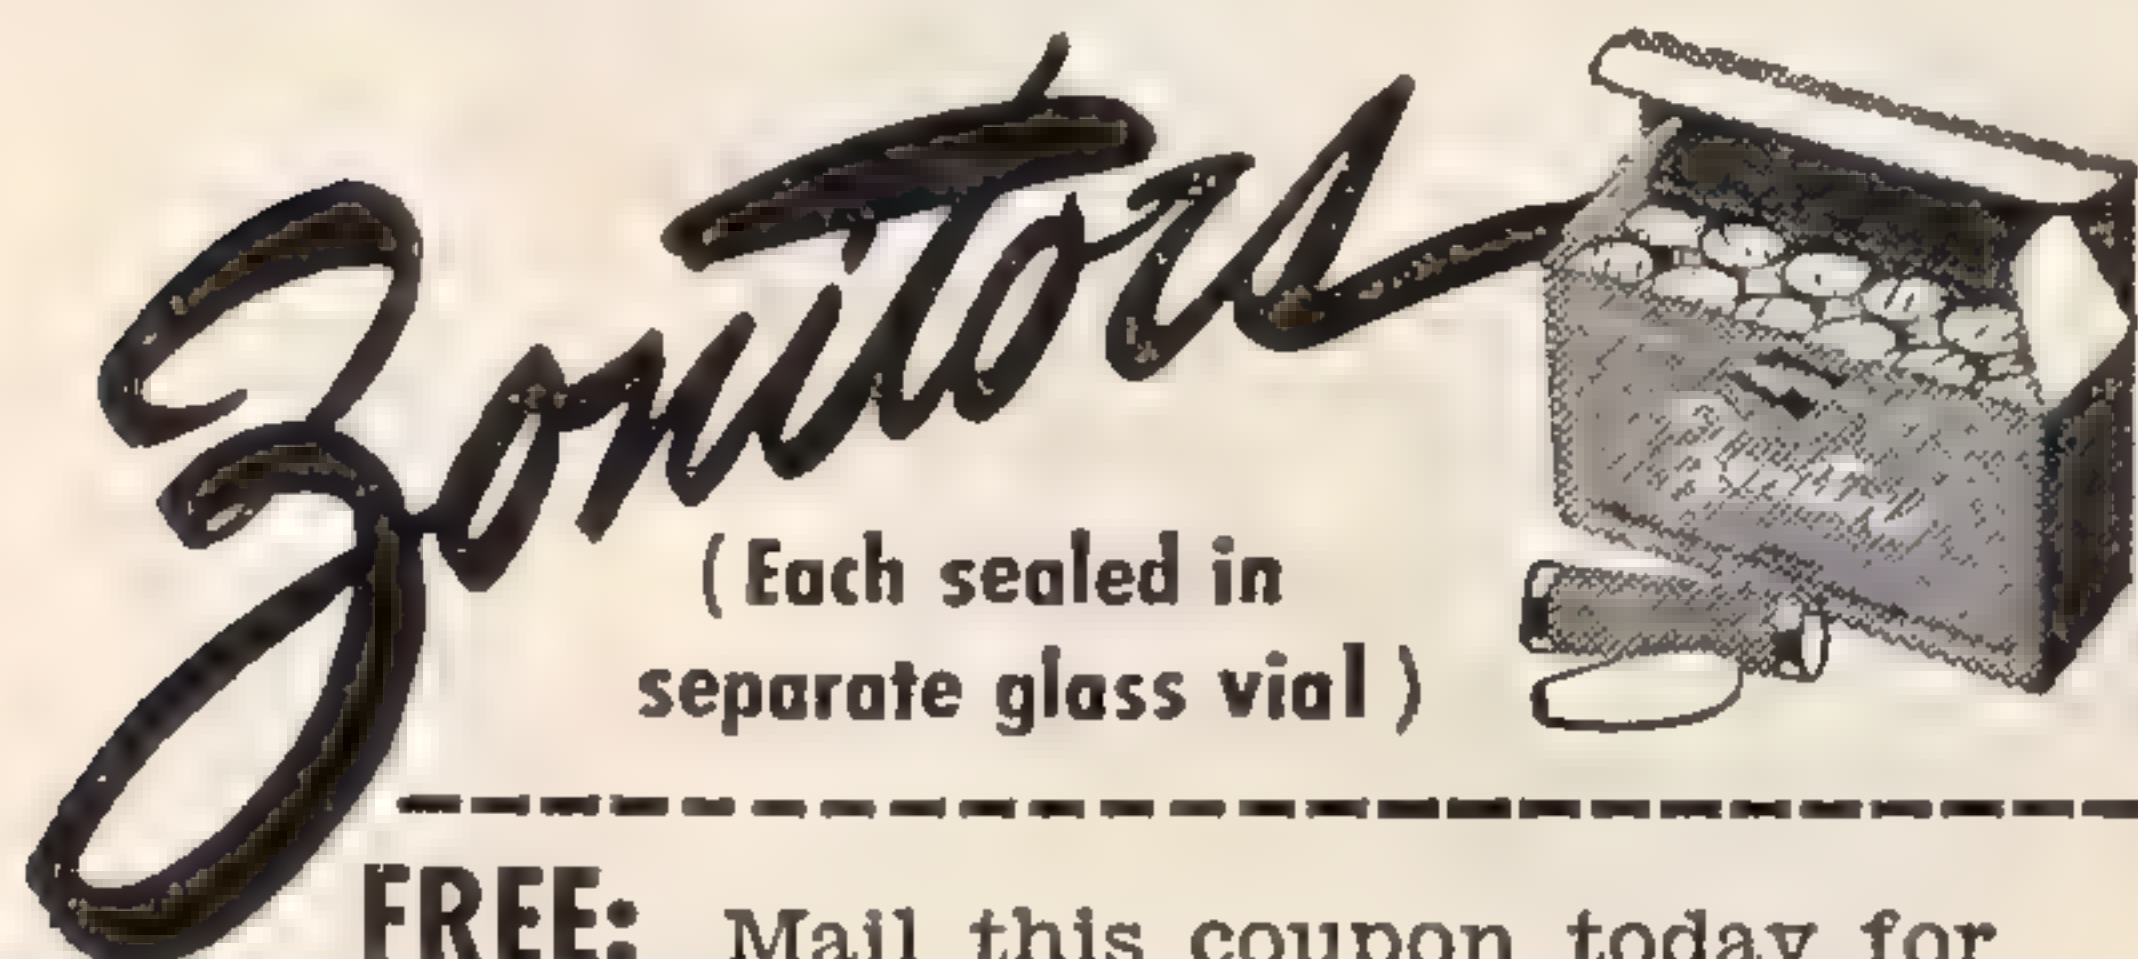 Zonitors
(Each sealed in
separate glass vial)
FREE: Mail this coupon today for